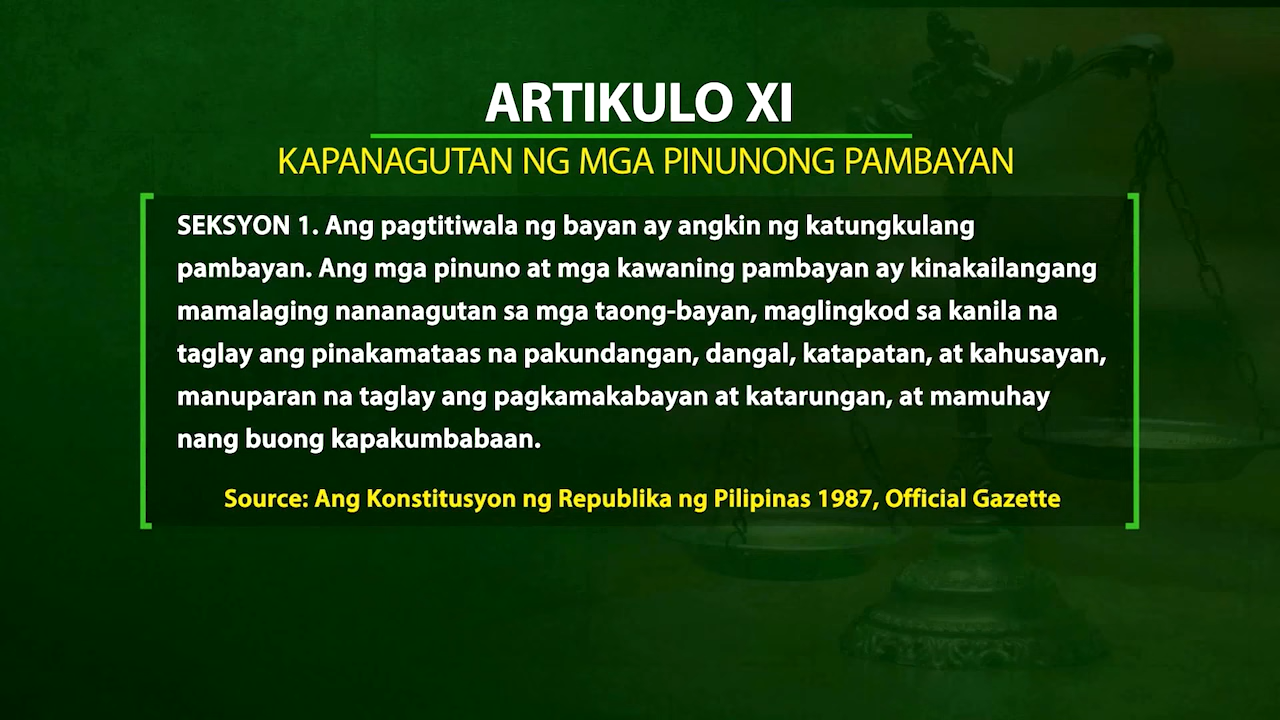 ARTIKULO XI
KAPANAGUTAN NG MGA PINUNONG PAMBAYAN
SEKSYON 1. Ang pagtitiwala ng bayan ay angkin ng katungkulang
pambayan. Ang mga pinuno at mga kawaning pambayan ay kinakailangang
mamalaging nananagutan sa mga taong-bayan, maglingkod sa kanila na
taglay ang pinakamataas na pakundangan, dangal, katapatan, at kahusayan,
manuparan na taglay ang pagkamakabayan at katarungan, at mamuhay
nang buong kapakumbabaan.
Source: Ang Konstitusyon ng Republika ng Pilipinas 1987, Official Gazette